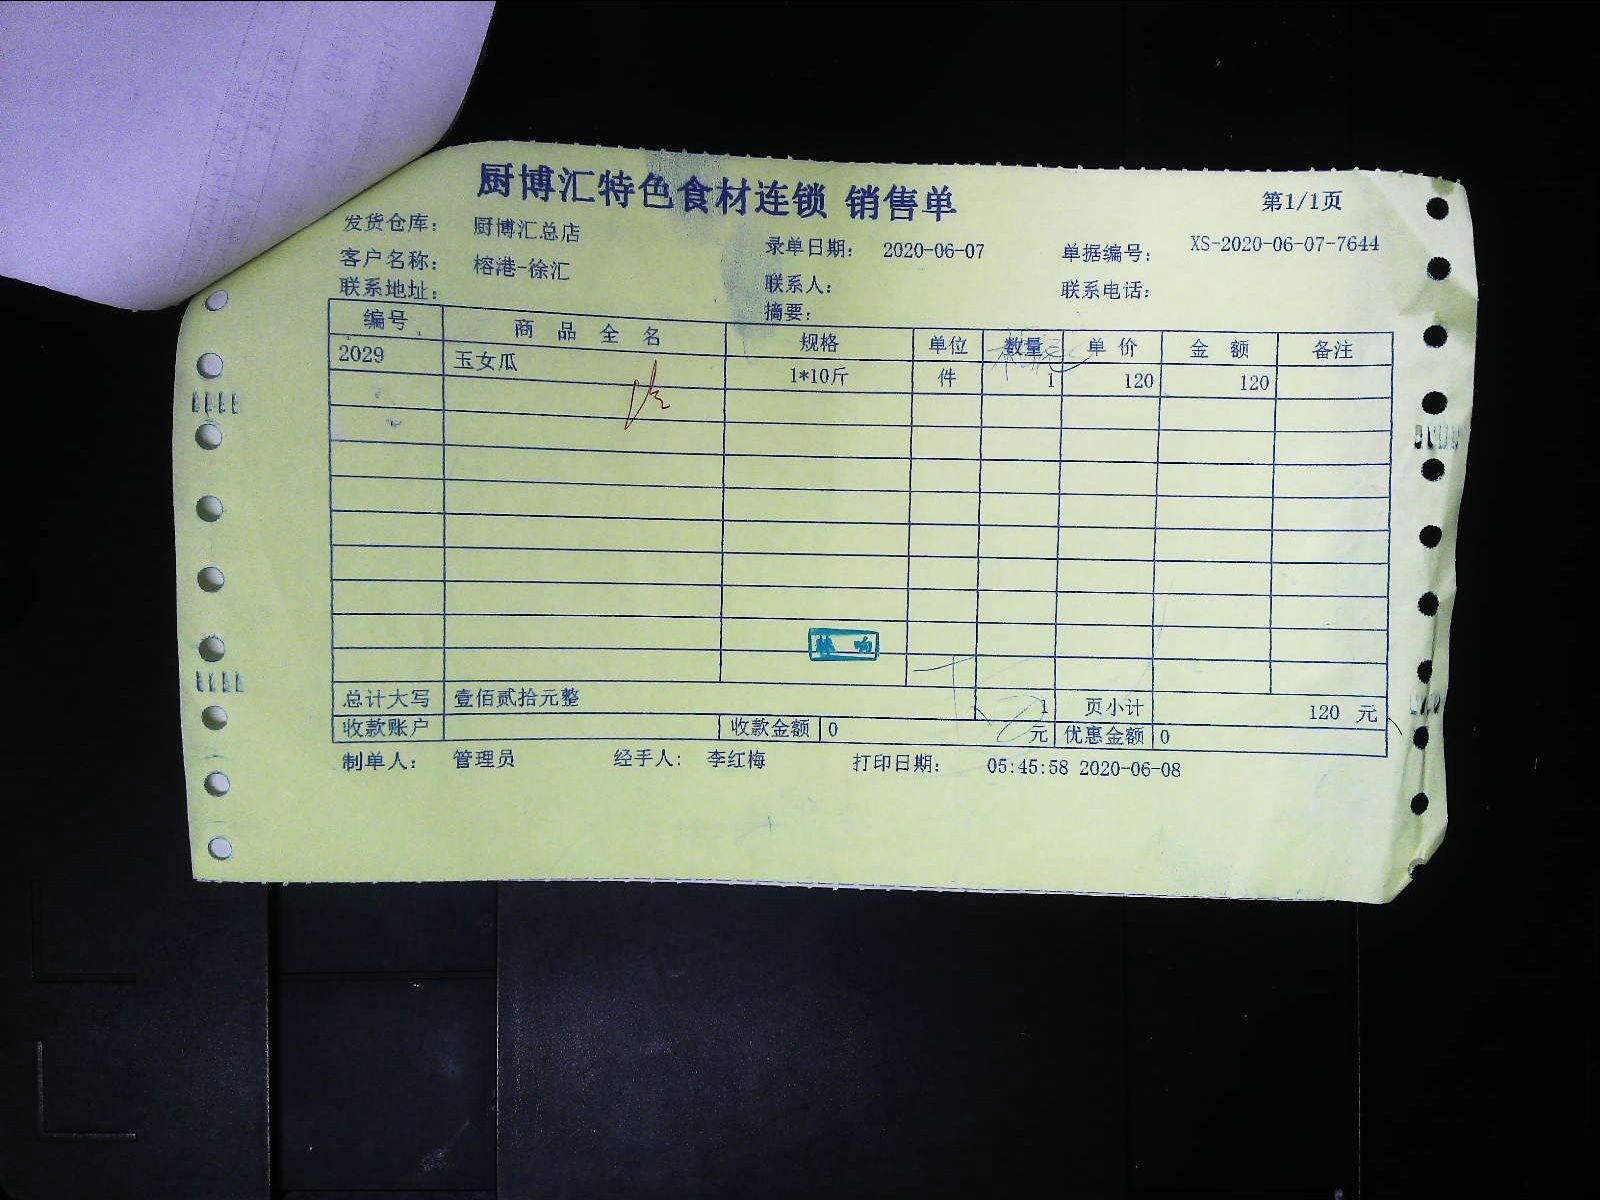 厨博汇特色食材连锁 销售单
第1/1页
发货仓库： 厨博汇总店 录单日期： 2020-06-07 单据编号： XS-2020-06-07-7644
客户名称： 榕港-徐汇 联系人： 联系电话：
联系地址： 摘要：
编号 商品全名 规格 单位 数量 单价 金额 备注
2029 玉女瓜 1*10斤 件 1 120 120
总计大写 壹佰贰拾元整 1 页小计 120 元
收款账户 收款金额 0 元 优惠金额 0
制单人： 管理员 经手人： 李红梅 打印日期： 05:45:58 2020-06-08